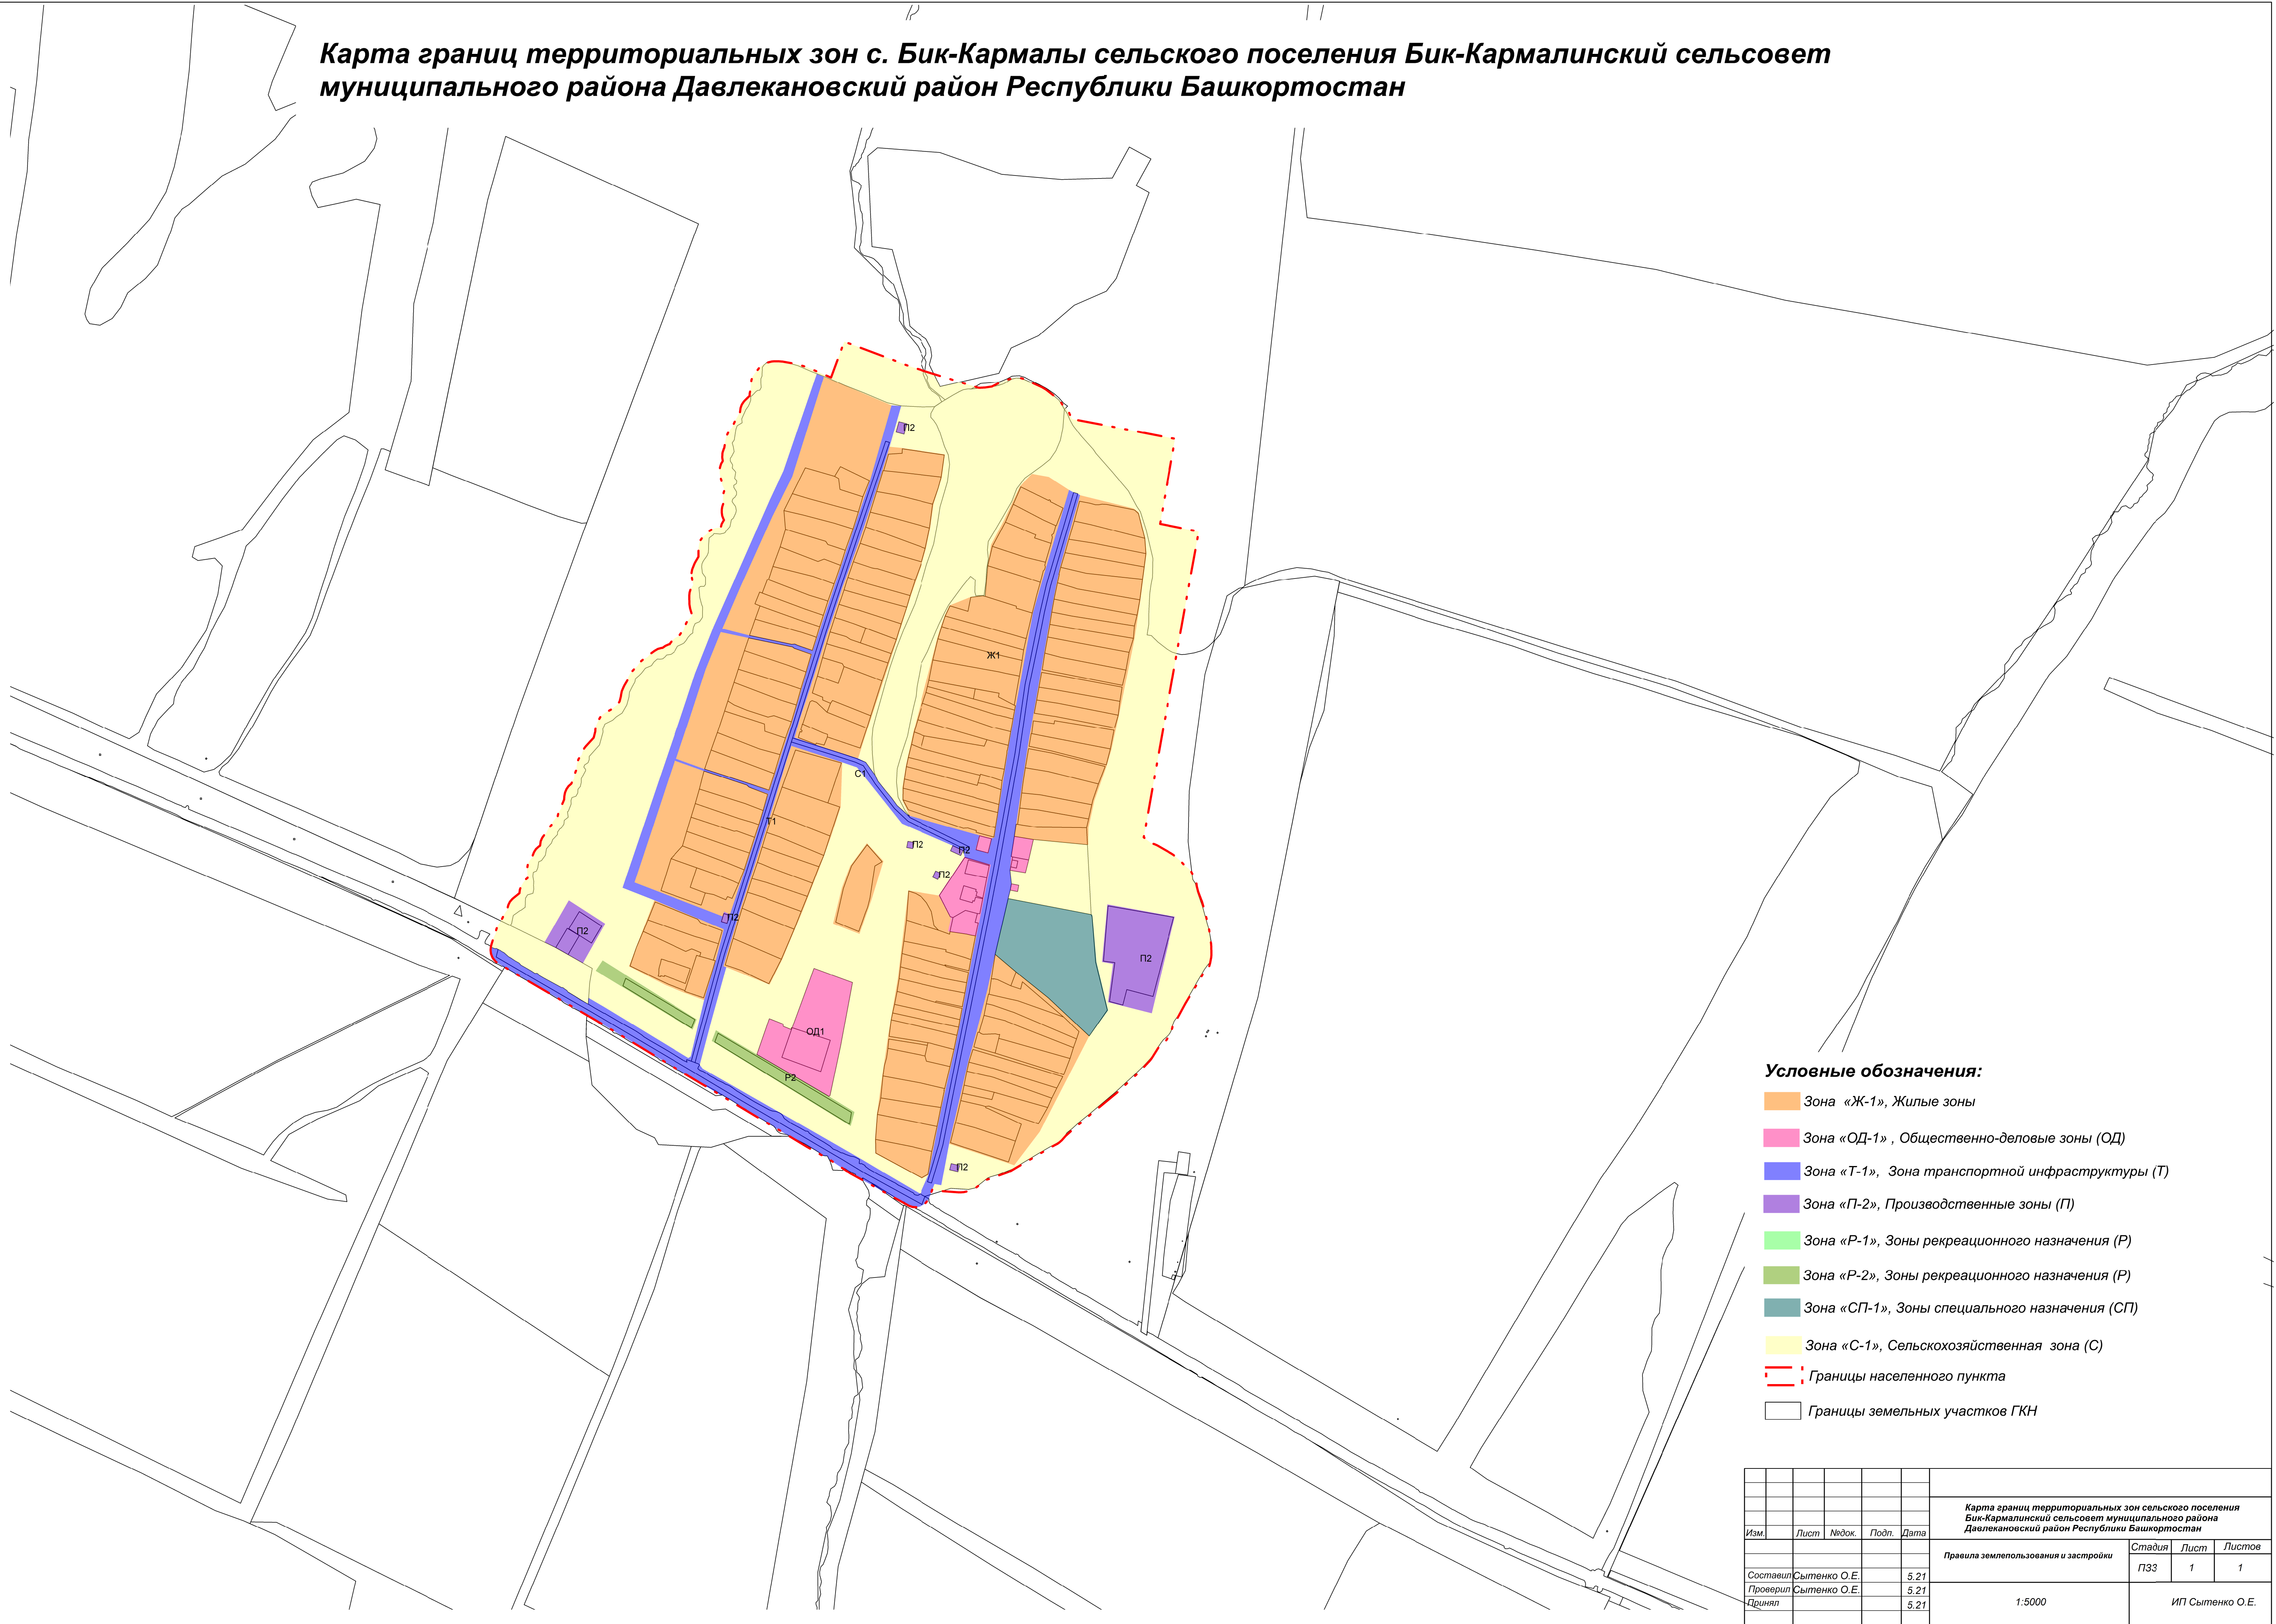 Карта границ территориальных зон с. Бик-Кармалы сельского поселения Бик-Кармалинский сельсовет
муниципального района Давлекановский район Республики Башкортостан
П2
Ж1
С1
Т1
П2
П2
П2
П2
П2
П2
ОД1
Р2
П2
Условные обозначения:
Зона «Ж-1», Жилые зоны
Зона «ОД-1» , Общественно-деловые зоны (ОД)
Зона «Т-1», Зона транспортной инфраструктуры (Т)
Зона «П-2», Производственные зоны (П)
Зона «Р-1», Зоны рекреационного назначения (Р)
Зона «Р-2», Зоны рекреационного назначения (Р)
Зона «СП-1», Зоны специального назначения (СП)
Зона «С-1», Сельскохозяйственная зона (С)
Границы населенного пункта
Границы земельных участков ГКН
Карта границ территориальных зон сельского поселения
Бик-Кармалинский сельсовет муниципального района
Давлекановский район Республики Башкортостан
Изм. Лист №док. Подп. Дата
Правила землепользования и застройки
Стадия Лист Листов
ПЗЗ 1 1
Составил Сытенко О.Е. 5.21
Проверил Сытенко О.Е. 5.21
Принял 5.21
1:5000
ИП Сытенко О.Е.